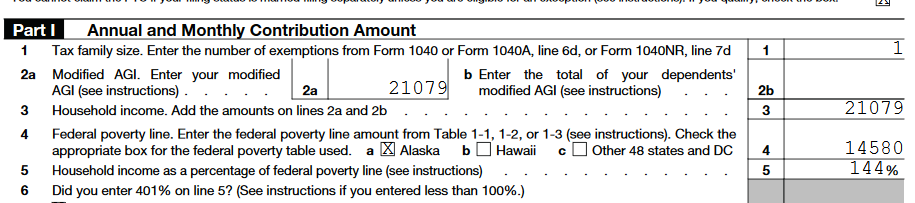 Part I Annual and Monthly Contribution Amount
1 Tax family size. Enter the number of exemptions from Form 1040 or Form 1040A, line 6d, or Form 1040NR, line 7d 1 1
2a Modified AGI. Enter your modified AGI (see instructions) . . . . . 2a 21079
b Enter the total of your dependents' modified AGI (see instructions) . . . 2b
3 Household income. Add the amounts on lines 2a and 2b . . . . . . . . . . . . . . . . 3 21079
4 Federal poverty line. Enter the federal poverty line amount from Table 1-1, 1-2, or 1-3 (see instructions). Check the
appropriate box for the federal poverty table used. a X Alaska b Hawaii c Other 48 states and DC 4 14580
5 Household income as a percentage of federal poverty line (see instructions) . . . . . . . . . . 5 144%
6 Did you enter 401% on line 5? (See instructions if you entered less than 100%.)